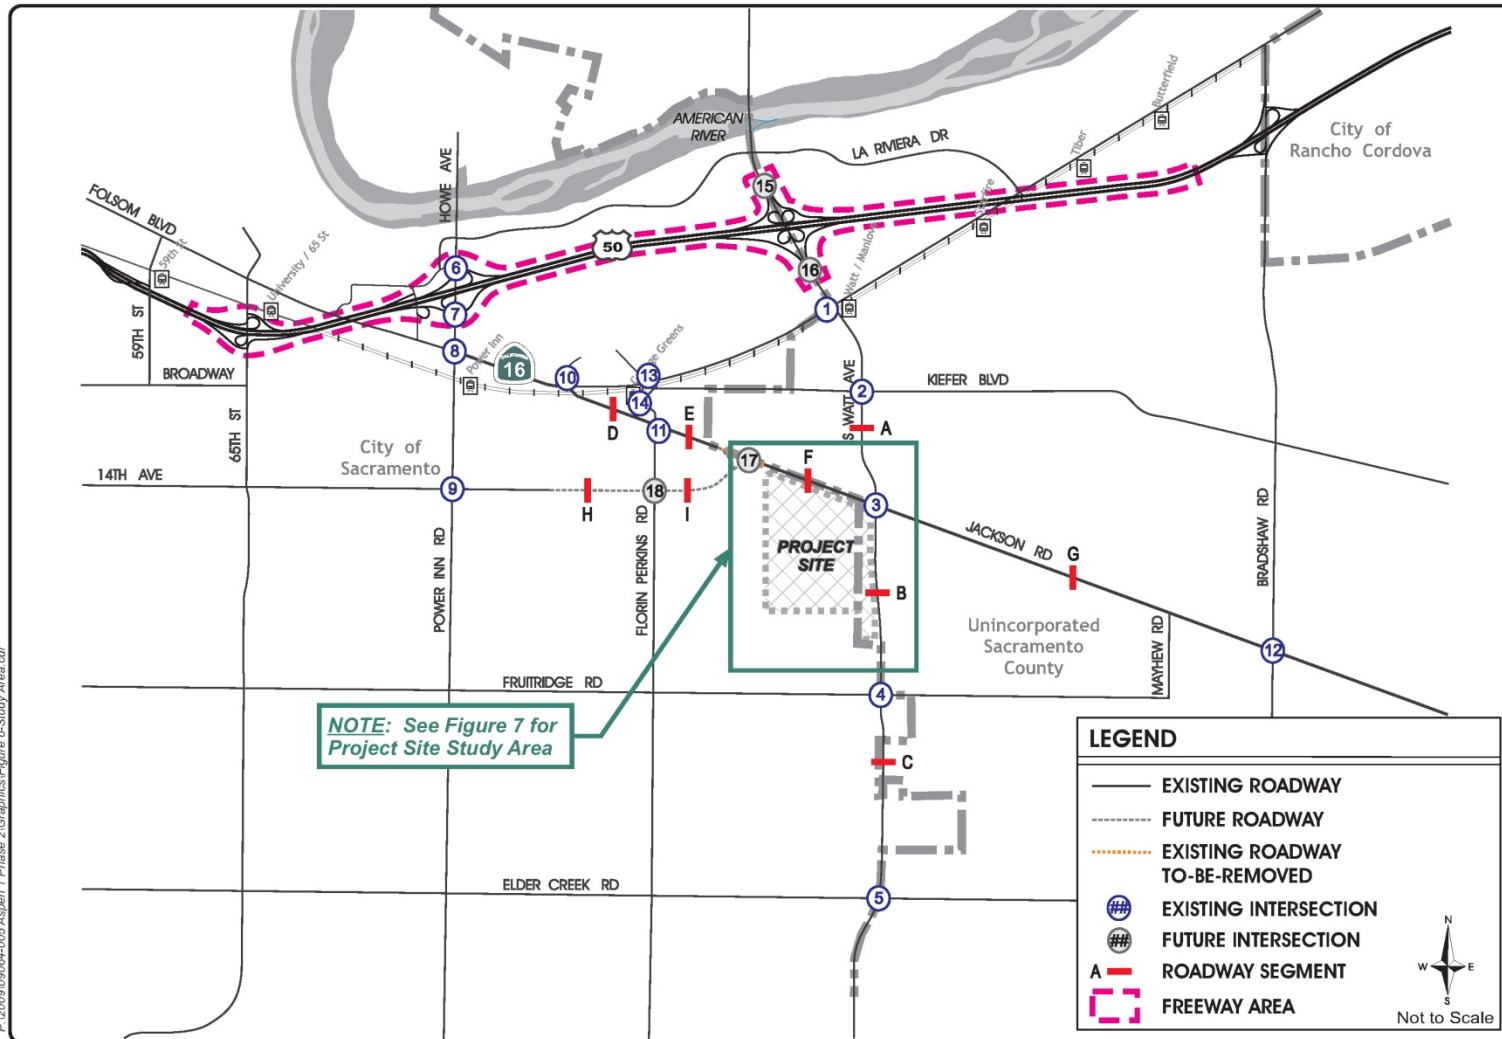 AMERICAN
RIVER
LA RIVIERA DR
Butterfield
Tiber
Starfire
City of
Rancho Cordova
HOWE AVE
FOLSOM BLVD
59th St
University / 65 St
50
15
16
6
7
8
Watt / Manlove
1
59TH ST
BROADWAY
65TH ST
Power Inn
CALIFORNIA
16
10
13
14
11
D
E
2
KIEFER BLVD
S WATT AVE
A
City of
Sacramento
14TH AVE
9
H
18
I
17
F
3
JACKSON RD
G
BRADSHAW RD
PROJECT
SITE
B
POWER INN RD
FLORIN PERKINS RD
Unincorporated
Sacramento
County
MAYHEW RD
12
FRUITRIDGE RD
4
NOTE: See Figure 7 for
Project Site Study Area
C
ELDER CREEK RD
5
LEGEND
EXISTING ROADWAY
FUTURE ROADWAY
EXISTING ROADWAY
TO-BE-REMOVED
## EXISTING INTERSECTION
## FUTURE INTERSECTION
A ROADWAY SEGMENT
FREEWAY AREA
N
W E
S
Not to Scale